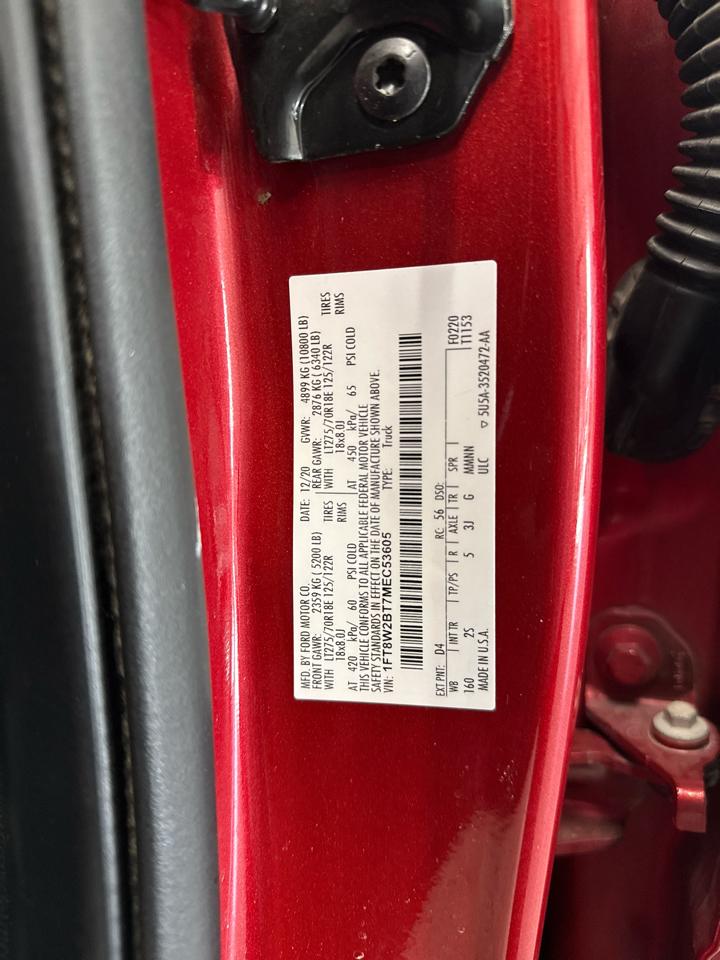 MFD. BY FORD MOTOR CO. DATE: 12/20 GVWR: 4899 KG (10800 LB)
FRONT GAWR: 2359 KG ( 5200 LB) REAR GAWR: 2876 KG ( 6340 LB)
WITH LT275/70R18E 125/122R TIRES WITH LT275/70R18E 125/122R TIRES
18x8.0J RIMS 18x8.0J RIMS
AT 420 kPa/ 60 PSI COLD AT 450 kPa/ 65 PSI COLD
THIS VEHICLE CONFORMS TO ALL APPLICABLE FEDERAL MOTOR VEHICLE
SAFETY STANDARDS IN EFFECT ON THE DATE OF MANUFACTURE SHOWN ABOVE.
VIN: 1FT8W2BT7MEC53605 TYPE: Truck
EXT PNT: D4 RC: 56 DSO: F0220
WB INT TR TP/PS R AXLE TR SPR T1153
160 2S 5 3J G MMNN
MADE IN U.S.A. ULC ▽ 5U5A-3520472-AA